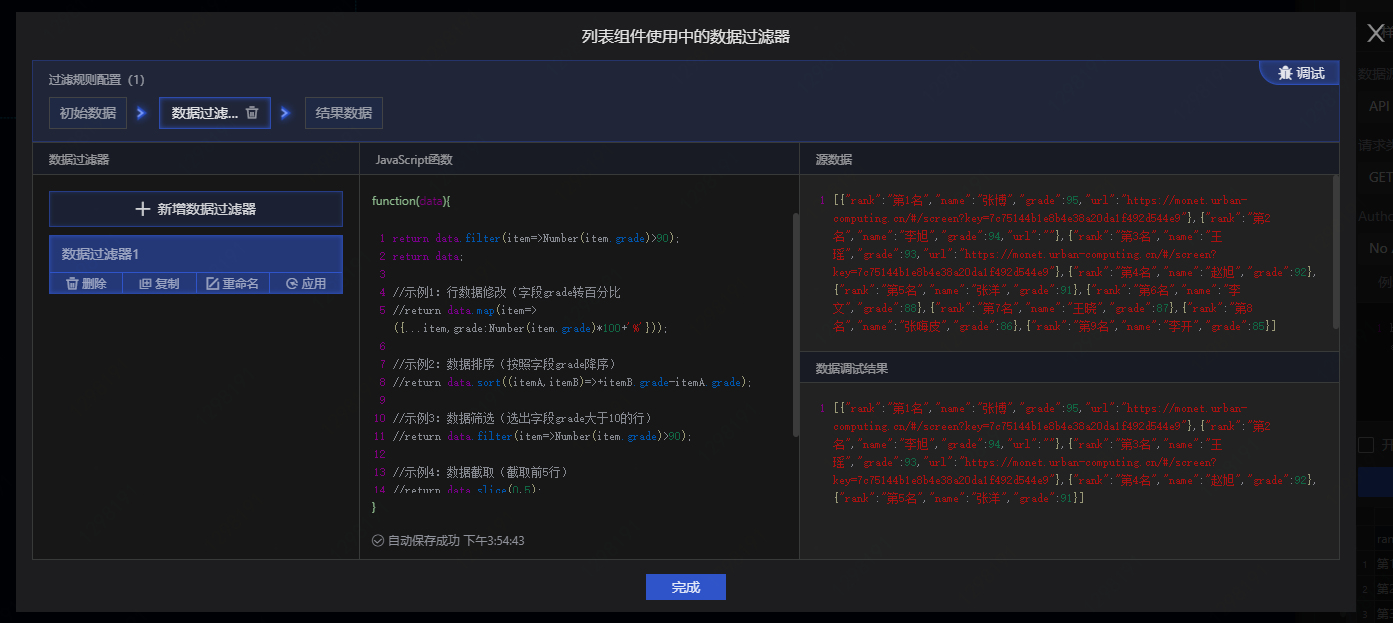 列表组件使用中的数据过滤器
过滤规则配置（1）
调试
初始数据
数据过滤...
结果数据
数据过滤器
新增数据过滤器
数据过滤器1
删除 复制 重命名 应用
JavaScript函数
function(data){
1 return data.filter(item=>Number(item.grade)>90);
2 return data;
3
4 //示例1：行数据修改（字段grade转百分比
5 //return data.map(item=>
({...item,grade:Number(item.grade)*100+`%`}));
6
7 //示例2：数据排序（按照字段grade降序）
8 //return data.sort((itemA,itemB)=>+itemB.grade-itemA.grade);
9
10 //示例3：数据筛选（选出字段grade大于10的行）
11 //return data.filter(item=>Number(item.grade)>90);
12
13 //示例4：数据截取（截取前5行）
14 //return data.slice(0,5);
}
自动保存成功 下午3:54:43
源数据
1 [{"rank":"第1名","name":"张博","grade":95,"url":"https://monet.urban-
computing.cn/#/screen?key=7c75144b1e8b4e38a20da1f492d544e9"},{"rank":"第2
名","name":"李旭","grade":94,"url":""},{"rank":"第3名","name":"王
瑶","grade":93,"url":"https://monet.urban-computing.cn/#/screen?
key=7c75144b1e8b4e38a20da1f492d544e9"},{"rank":"第4名","name":"赵旭","grade":92},
{"rank":"第5名","name":"张洋","grade":91},{"rank":"第6名","name":"李
文","grade":88},{"rank":"第7名","name":"王皖","grade":87},{"rank":"第8
名","name":"张嗨皮","grade":86},{"rank":"第9名","name":"李开","grade":85}]
数据调试结果
1 [{"rank":"第1名","name":"张博","grade":95,"url":"https://monet.urban-
computing.cn/#/screen?key=7c75144b1e8b4e38a20da1f492d544e9"},{"rank":"第2
名","name":"李旭","grade":94,"url":""},{"rank":"第3名","name":"王
瑶","grade":93,"url":"https://monet.urban-computing.cn/#/screen?
key=7c75144b1e8b4e38a20da1f492d544e9"},{"rank":"第4名","name":"赵旭","grade":92},
{"rank":"第5名","name":"张洋","grade":91}]
完成
API
GET
No